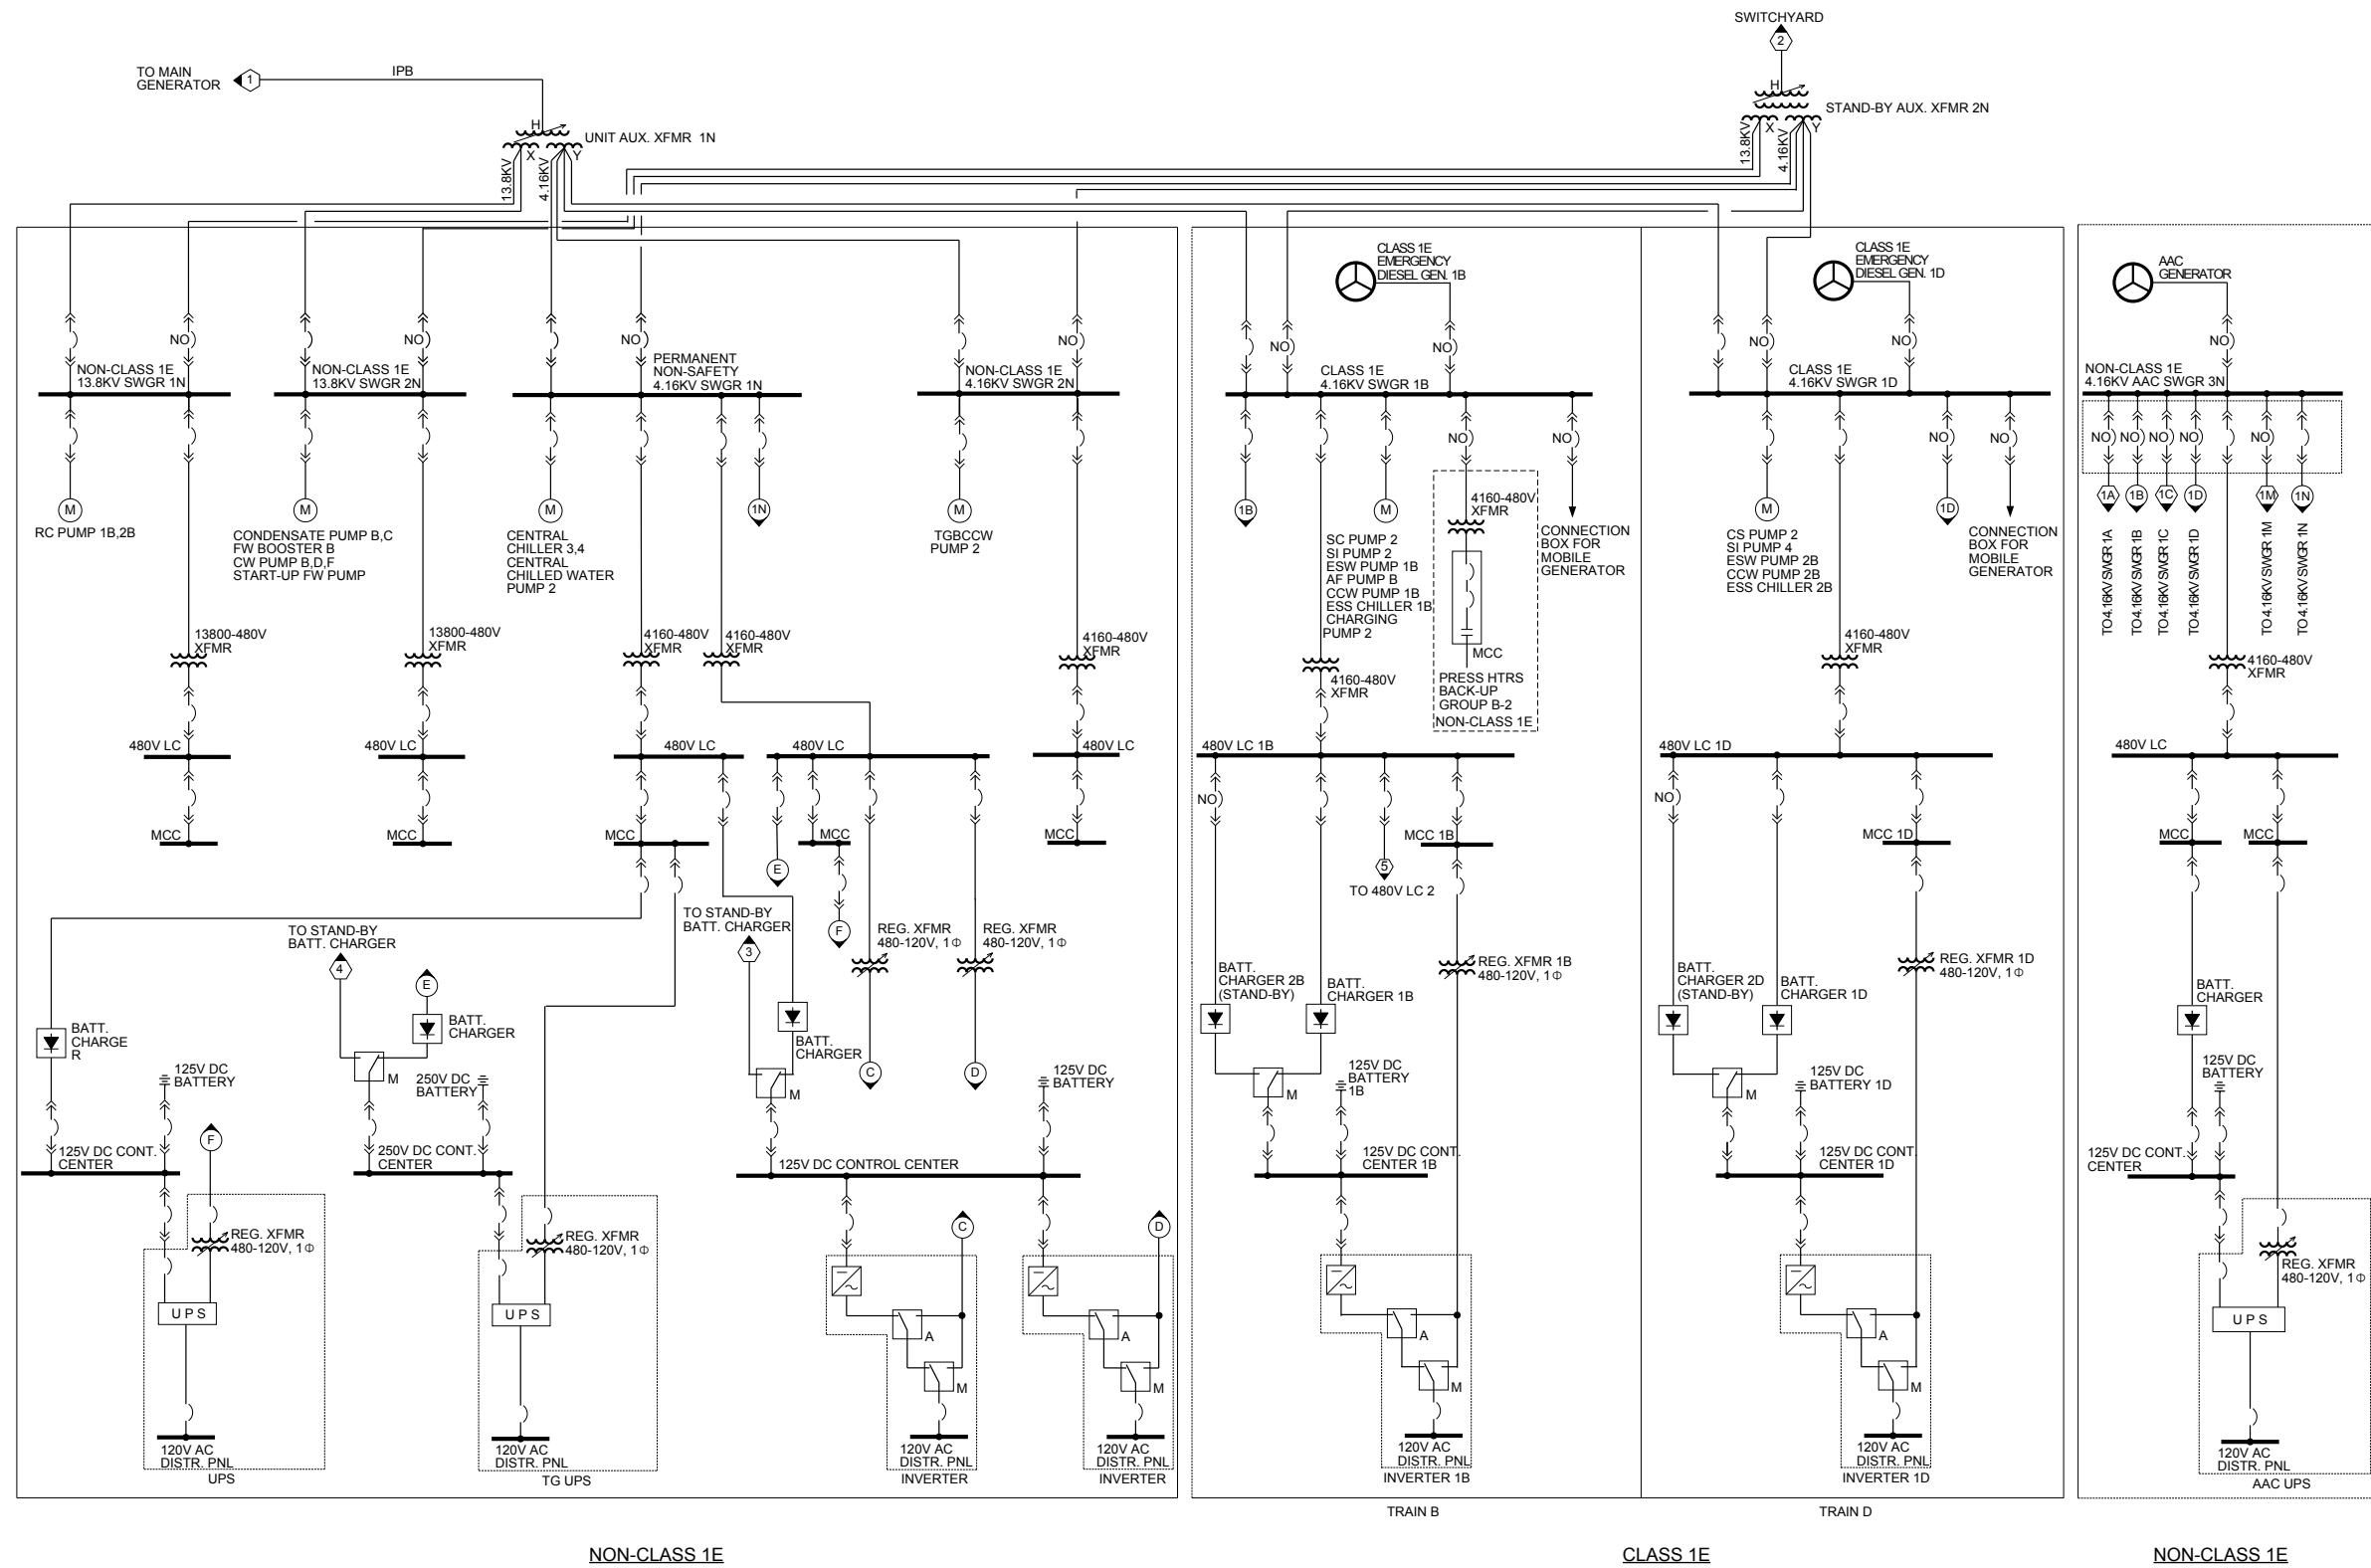 SWITCHYARD
2
TO MAIN
GENERATOR
1
IPB
H
UNIT AUX. XFMR 1N
X
Y
13.8KV
4.16KV
H
STAND-BY AUX. XFMR 2N
X
Y
13.8KV
4.16KV
CLASS 1E
EMERGENCY
DIESEL GEN. 1B
CLASS 1E
EMERGENCY
DIESEL GEN. 1D
AAC
GENERATOR
NO
NO
NO
NO
NO
NO
NO
NO
NO
NON-CLASS 1E
13.8KV SWGR 1N
NON-CLASS 1E
13.8KV SWGR 2N
PERMANENT
NON-SAFETY
4.16KV SWGR 1N
NON-CLASS 1E
4.16KV SWGR 2N
CLASS 1E
4.16KV SWGR 1B
CLASS 1E
4.16KV SWGR 1D
NON-CLASS 1E
4.16KV AAC SWGR 3N
NO
NO
NO
NO
NO
NO
NO
NO
NO
M
RC PUMP 1B,2B
M
CONDENSATE PUMP B,C
FW BOOSTER B
CW PUMP B,D,F
START-UP FW PUMP
M
CENTRAL
CHILLER 3,4
CENTRAL
CHILLED WATER
PUMP 2
1N
M
TGBCCW
PUMP 2
1B
M
SC PUMP 2
SI PUMP 2
ESW PUMP 1B
AF PUMP B
CCW PUMP 1B
ESS CHILLER 1B
CHARGING
PUMP 2
4160-480V
XFMR
MCC
PRESS HTRS
BACK-UP
GROUP B-2
NON-CLASS 1E
CONNECTION
BOX FOR
MOBILE
GENERATOR
M
CS PUMP 2
SI PUMP 4
ESW PUMP 2B
CCW PUMP 2B
ESS CHILLER 2B
1D
CONNECTION
BOX FOR
MOBILE
GENERATOR
1A
1B
1C
1D
1M
1N
TO 4.16KV SWGR 1A
TO 4.16KV SWGR 1B
TO 4.16KV SWGR 1C
TO 4.16KV SWGR 1D
TO 4.16KV SWGR 1M
TO 4.16KV SWGR 1N
13800-480V
XFMR
13800-480V
XFMR
4160-480V
XFMR
4160-480V
XFMR
4160-480V
XFMR
4160-480V
XFMR
4160-480V
XFMR
4160-480V
XFMR
480V LC
480V LC
480V LC
480V LC
480V LC
480V LC 1B
480V LC 1D
480V LC
NO
NO
MCC
MCC
MCC
MCC
MCC
MCC 1B
MCC 1D
MCC
MCC
E
F
5
TO 480V LC 2
TO STAND-BY
BATT. CHARGER
4
E
TO STAND-BY
BATT. CHARGER
3
REG. XFMR
480-120V, 1Φ
REG. XFMR
480-120V, 1Φ
REG. XFMR 1B
480-120V, 1Φ
REG. XFMR 1D
480-120V, 1Φ
BATT.
CHARGE
R
BATT.
CHARGER
BATT.
CHARGER
BATT.
CHARGER 2B
(STAND-BY)
BATT.
CHARGER 1B
BATT.
CHARGER 2D
(STAND-BY)
BATT.
CHARGER 1D
BATT.
CHARGER
125V DC
BATTERY
M
250V DC
BATTERY
M
C
D
125V DC
BATTERY
M
125V DC
BATTERY
1B
M
125V DC
BATTERY 1D
125V DC
BATTERY
F
125V DC CONT.
CENTER
250V DC CONT.
CENTER
125V DC CONTROL CENTER
125V DC CONT.
CENTER 1B
125V DC CONT.
CENTER 1D
125V DC CONT.
CENTER
REG. XFMR
480-120V, 1Φ
REG. XFMR
480-120V, 1Φ
C
D
REG. XFMR
480-120V, 1Φ
U P S
U P S
A
M
A
M
A
M
A
M
U P S
120V AC
DISTR. PNL
UPS
120V AC
DISTR. PNL
TG UPS
120V AC
DISTR. PNL
INVERTER
120V AC
DISTR. PNL
INVERTER
120V AC
DISTR. PNL
INVERTER 1B
120V AC
DISTR. PNL
INVERTER 1D
120V AC
DISTR. PNL
AAC UPS
TRAIN B
TRAIN D
NON-CLASS 1E
CLASS 1E
NON-CLASS 1E